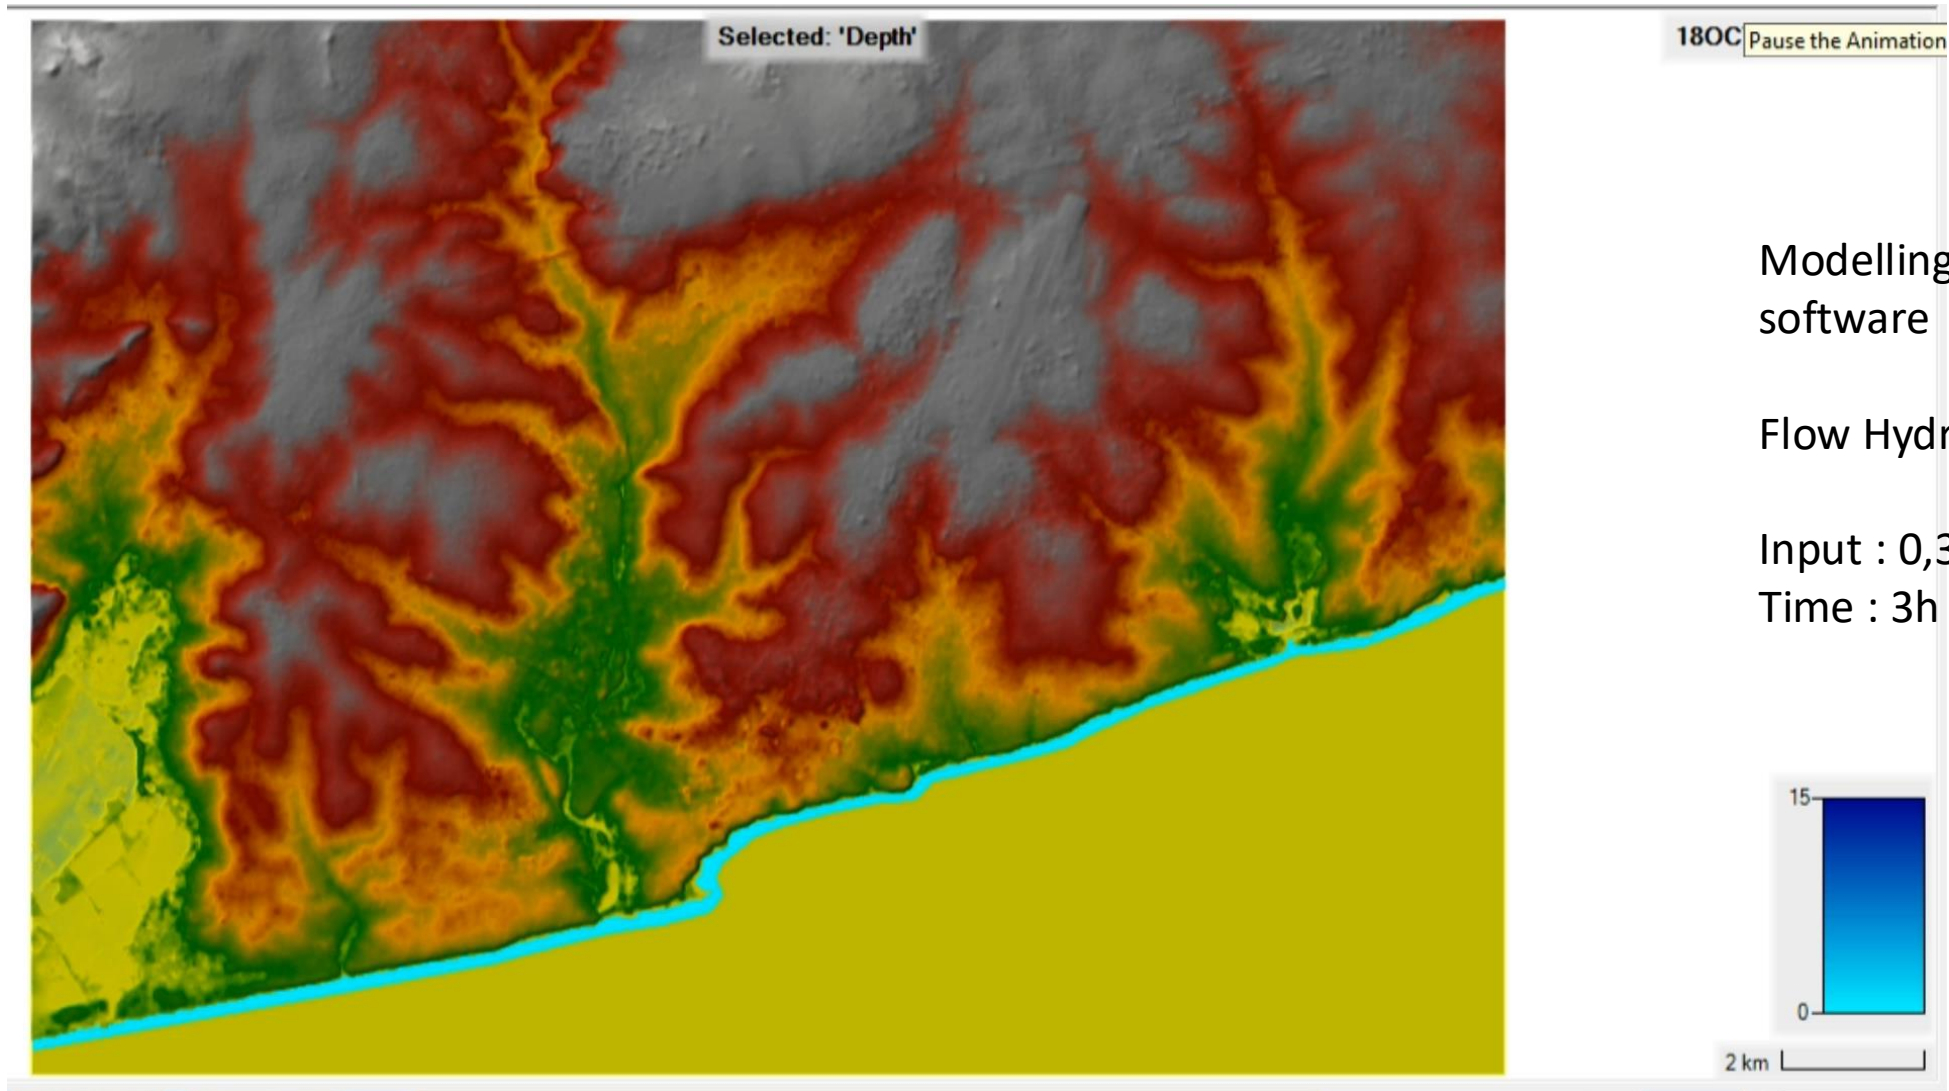 Selected: 'Depth'
18OC
Pause the Animation
Modelling
software
Flow Hydr
Input : 0,3
Time : 3h
15
0
2 km